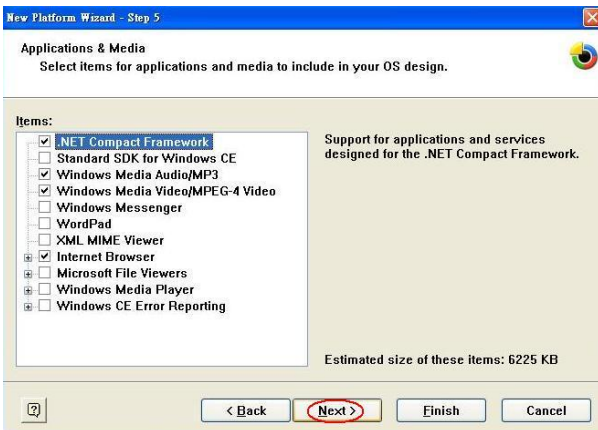 New Platform Wizard - Step 5
Applications & Media
Select items for applications and media to include in your OS design.
Items:
.NET Compact Framework
Standard SDK for Windows CE
Windows Media Audio/MP3
Windows Media Video/MPEG-4 Video
Windows Messenger
WordPad
XML MIME Viewer
Internet Browser
Microsoft File Viewers
Windows Media Player
Windows CE Error Reporting
Support for applications and services
designed for the .NET Compact Framework.
Estimated size of these items: 6225 KB
?
< Back
Next >
Finish
Cancel